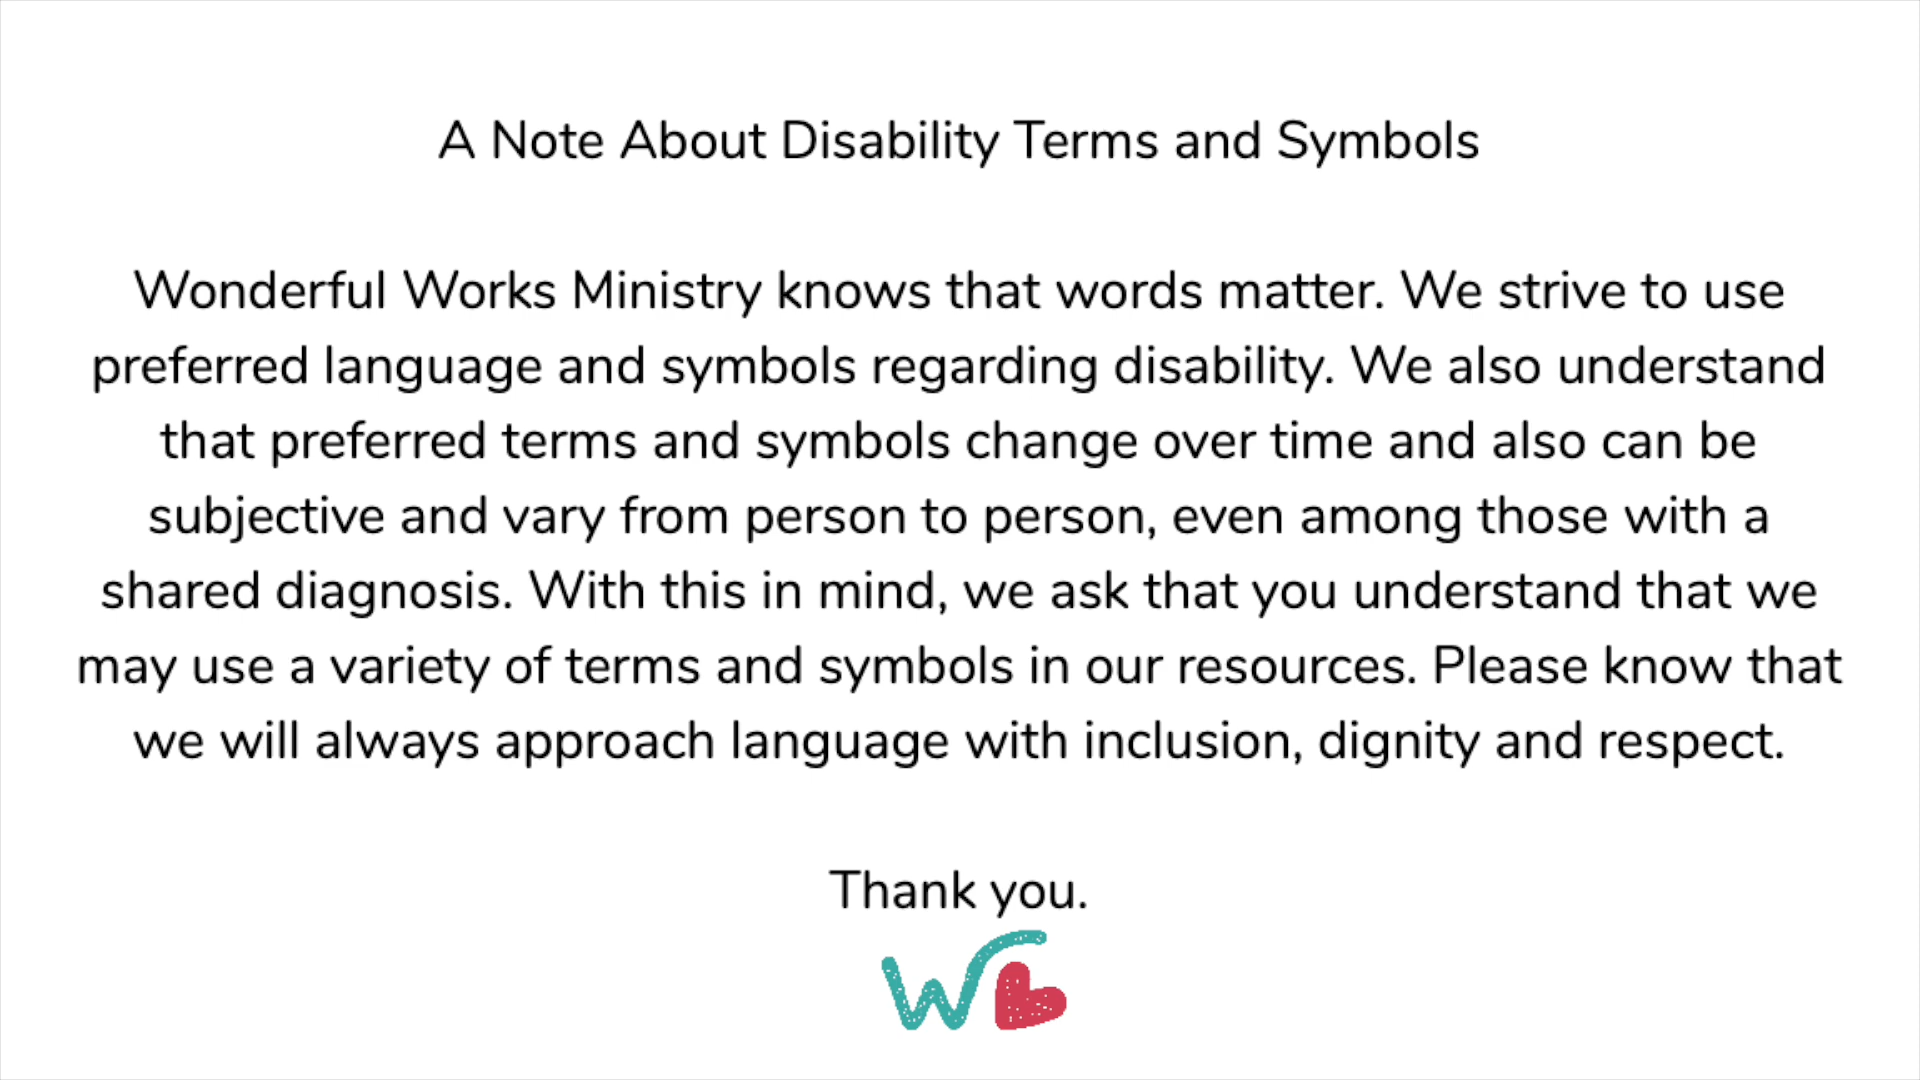 A Note About Disability Terms and Symbols
Wonderful Works Ministry knows that words matter. We strive to use
preferred language and symbols regarding disability. We also understand
that preferred terms and symbols change over time and also can be
subjective and vary from person to person, even among those with a
shared diagnosis. With this in mind, we ask that you understand that we
may use a variety of terms and symbols in our resources. Please know that
we will always approach language with inclusion, dignity and respect.
Thank you.
W